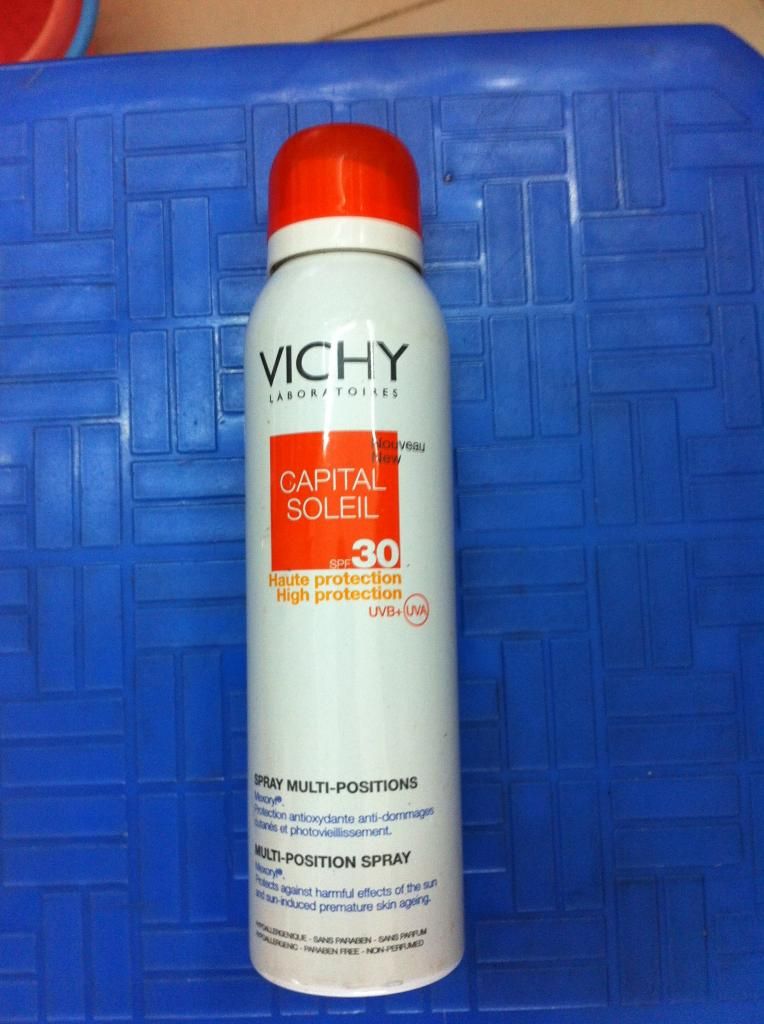 VICHY
LABORATOIRES
Nouveau
New
CAPITAL
SOLEIL
SPF 30
Haute protection
High protection
UVB+ UVA
SPRAY MULTI-POSITIONS
Mexoryl®.
Protection antioxydante anti-dommages
cutanés et photovieillissement.
MULTI-POSITION SPRAY
Mexoryl®.
Protects against harmful effects of the sun
and sun-induced premature skin ageing.
HYPOALLERGENIQUE - SANS PARABEN - SANS PARFUM
HYPOALLERGENIC - PARABEN FREE - NON-PERFUMED